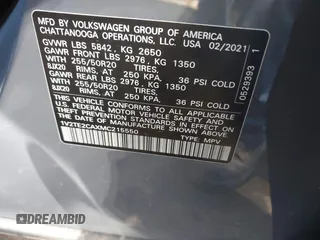 MFD BY VOLKSWAGEN GROUP OF AMERICA
CHATTANOOGA OPERATIONS, LLC. USA 02/2021
GVWR LBS 5842, KG 2650
GAWR FRONT LBS 2976, KG 1350
WITH 255/50R20 TIRES,
8JX20 RIMS, AT 250 KPA, 36 PSI COLD
GAWR REAR LBS 2976, KG 1350
WITH 255/50R20 TIRES,
8JX20 RIMS, AT 250 KPA, 36 PSI COLD
THIS VEHICLE CONFORMS TO ALL APPLICABLE
FEDERAL MOTOR VEHICLE SAFETY AND
THEFT PREVENTION STANDARDS IN EFFECT ON
THE DATE OF MANUFACTURE SHOWN ABOVE.
1V2TE2CAXMC215550 TYPE: MPV
0529393 1
DREAMBID.COM